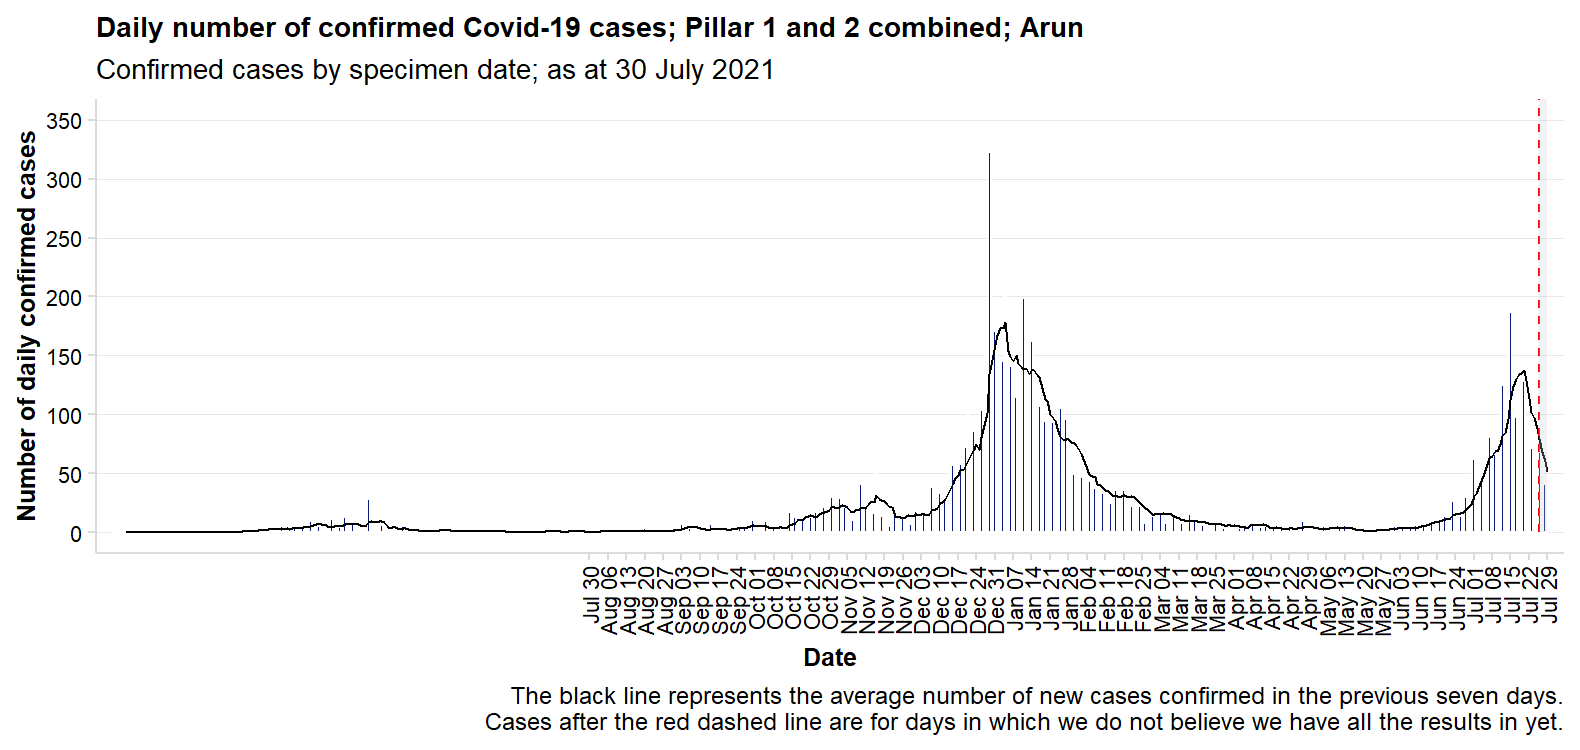 Daily number of confirmed Covid-19 cases; Pillar 1 and 2 combined; Arun
Confirmed cases by specimen date; as at 30 July 2021
Number of daily confirmed cases
350
300
250
200
150
100
50
0
Jul 30
Aug 06
Aug 13
Aug 20
Aug 27
Sep 03
Sep 10
Sep 17
Sep 24
Oct 01
Oct 08
Oct 15
Oct 22
Oct 29
Nov 05
Nov 12
Nov 19
Nov 26
Dec 03
Dec 10
Dec 17
Dec 24
Dec 31
Jan 07
Jan 14
Jan 21
Jan 28
Feb 04
Feb 11
Feb 18
Feb 25
Mar 04
Mar 11
Mar 18
Mar 25
Apr 01
Apr 08
Apr 15
Apr 22
Apr 29
May 06
May 13
May 20
May 27
Jun 03
Jun 10
Jun 17
Jun 24
Jul 01
Jul 08
Jul 15
Jul 22
Jul 29
Date
The black line represents the average number of new cases confirmed in the previous seven days.
Cases after the red dashed line are for days in which we do not believe we have all the results in yet.